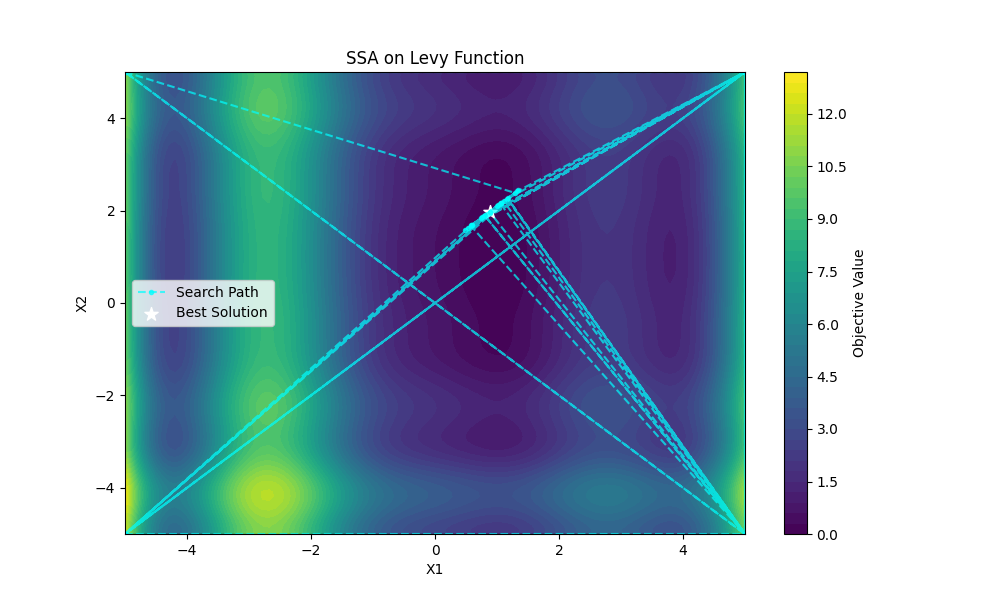 SSA on Levy Function
X2
4
2
0
−2
−4
Search Path
Best Solution
−4 −2 0 2 4
X1
12.0
10.5
9.0
7.5
6.0
4.5
3.0
1.5
0.0
Objective Value